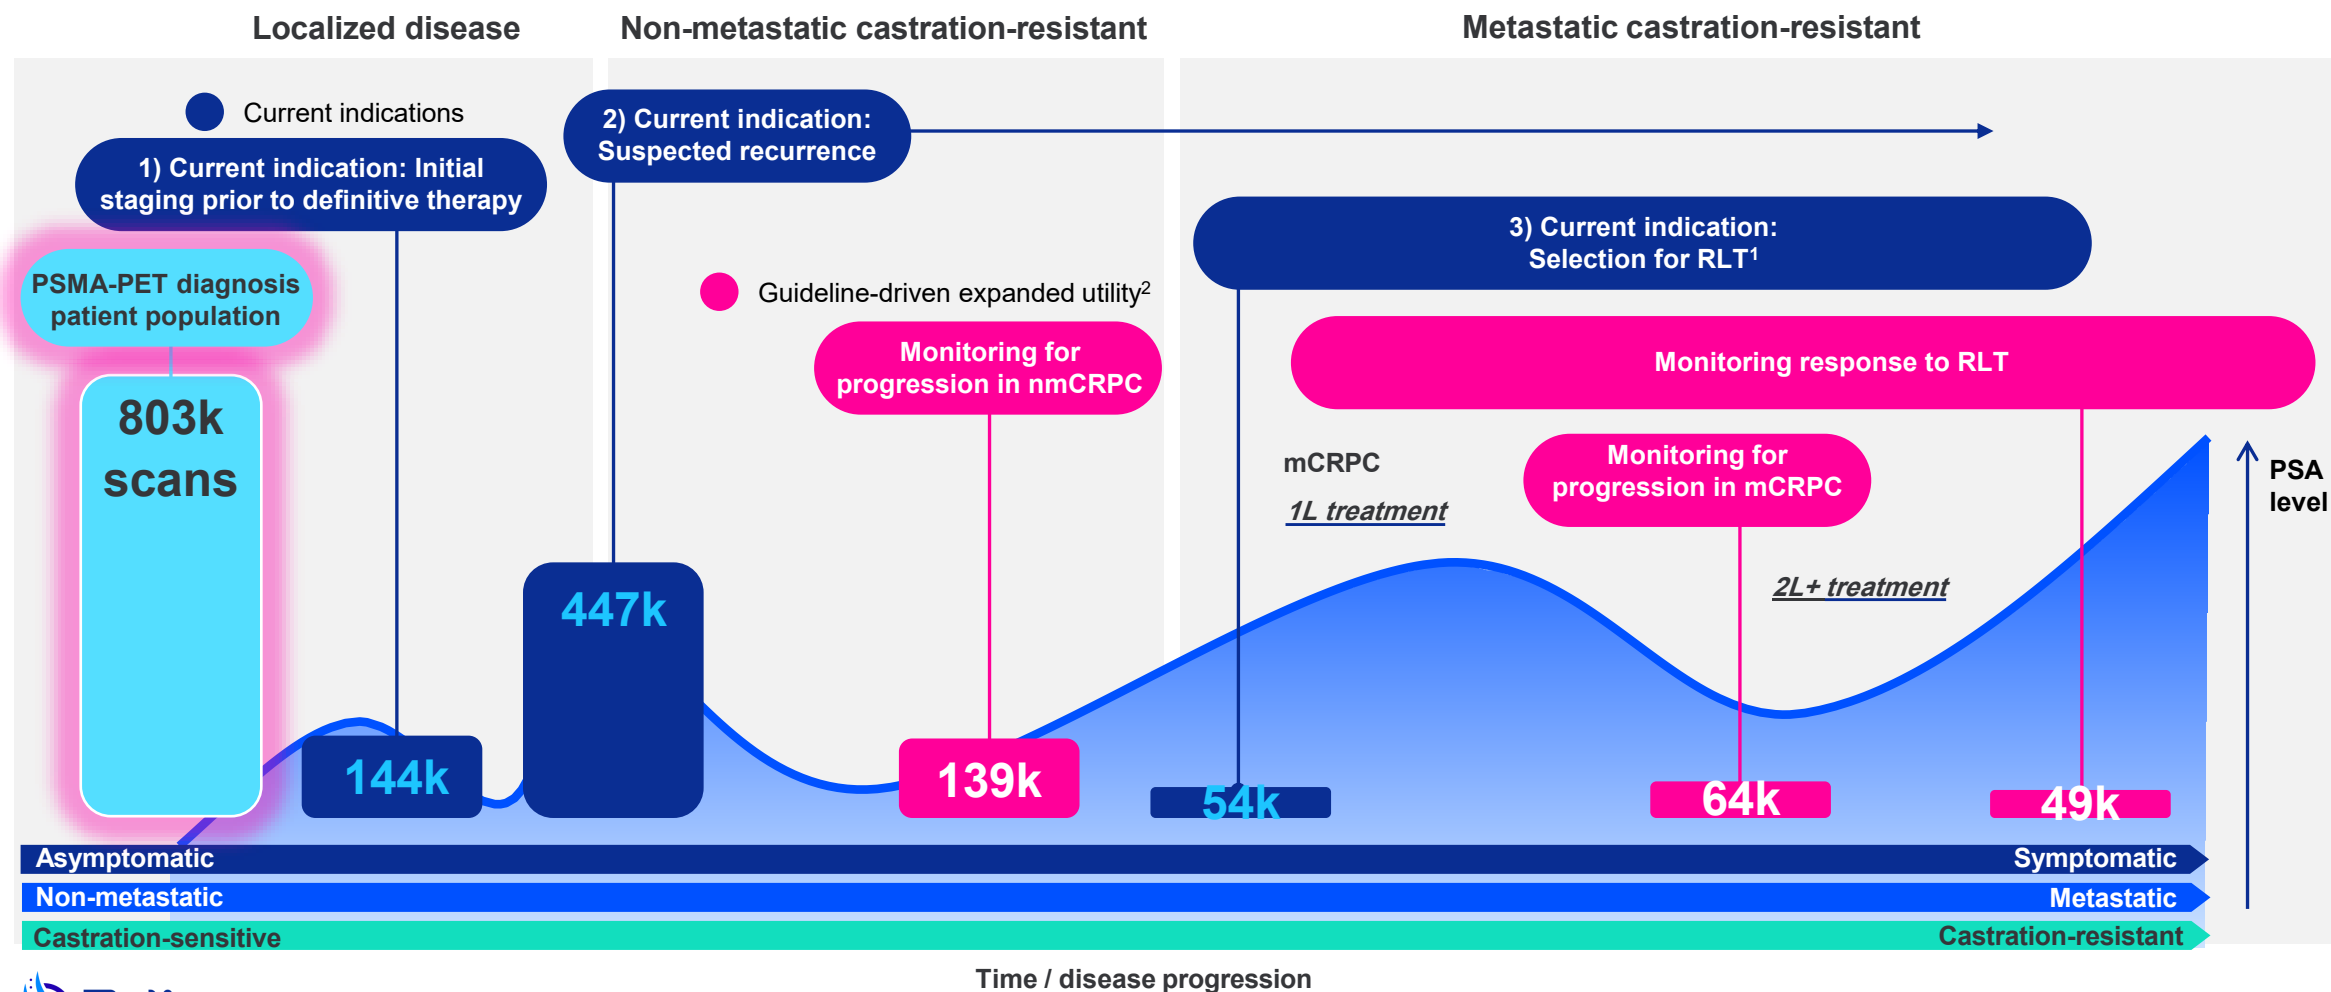 Localized disease
Non-metastatic castration-resistant
Metastatic castration-resistant
Current indications
1) Current indication: Initial
staging prior to definitive therapy
2) Current indication:
Suspected recurrence
3) Current indication:
Selection for RLT¹
PSMA-PET diagnosis
patient population
803k
scans
Guideline-driven expanded utility²
Monitoring for
progression in nmCRPC
Monitoring response to RLT
mCRPC
1L treatment
Monitoring for
progression in mCRPC
2L+ treatment
PSA
level
144k
447k
139k
54k
64k
49k
Asymptomatic
Symptomatic
Non-metastatic
Metastatic
Castration-sensitive
Castration-resistant
Time / disease progression